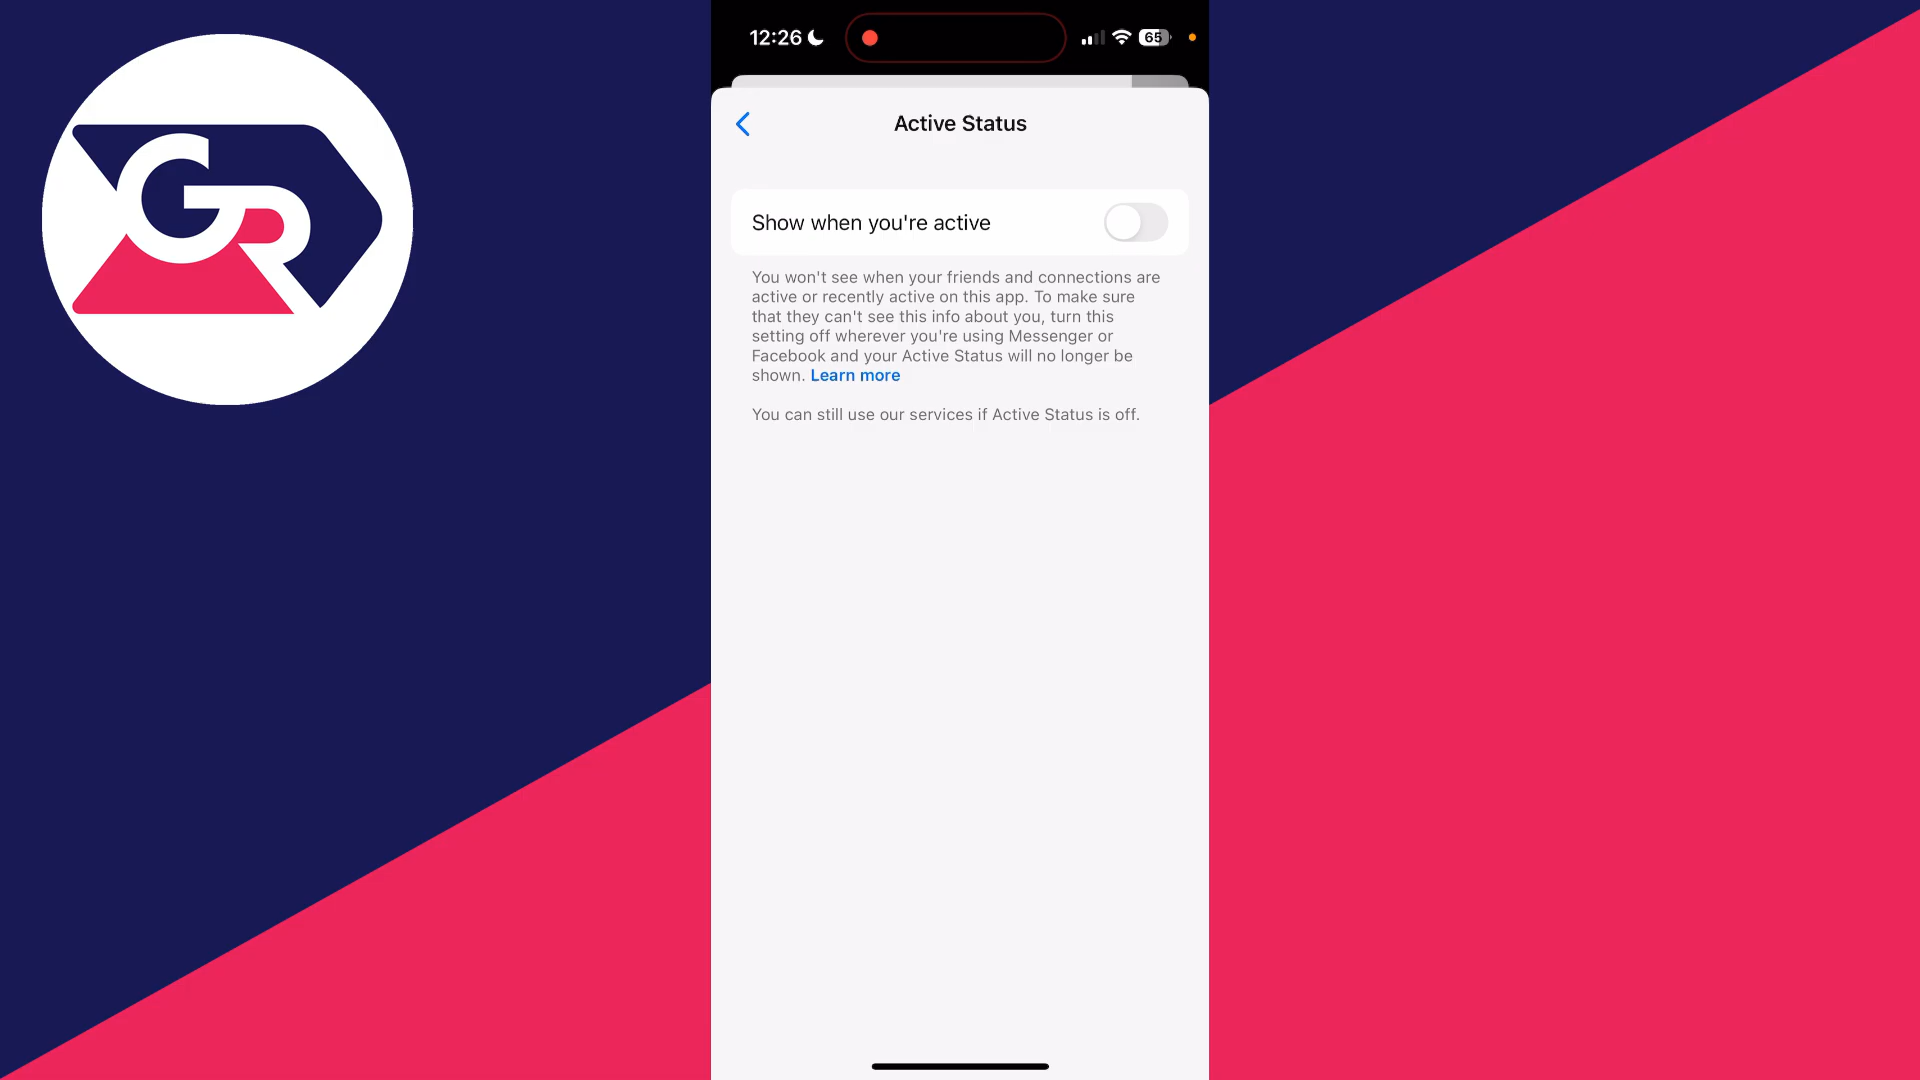 GR
12:26
65
Active Status
Show when you're active
You won't see when your friends and connections are
active or recently active on this app. To make sure
that they can't see this info about you, turn this
setting off wherever you're using Messenger or
Facebook and your Active Status will no longer be
shown. Learn more
You can still use our services if Active Status is off.